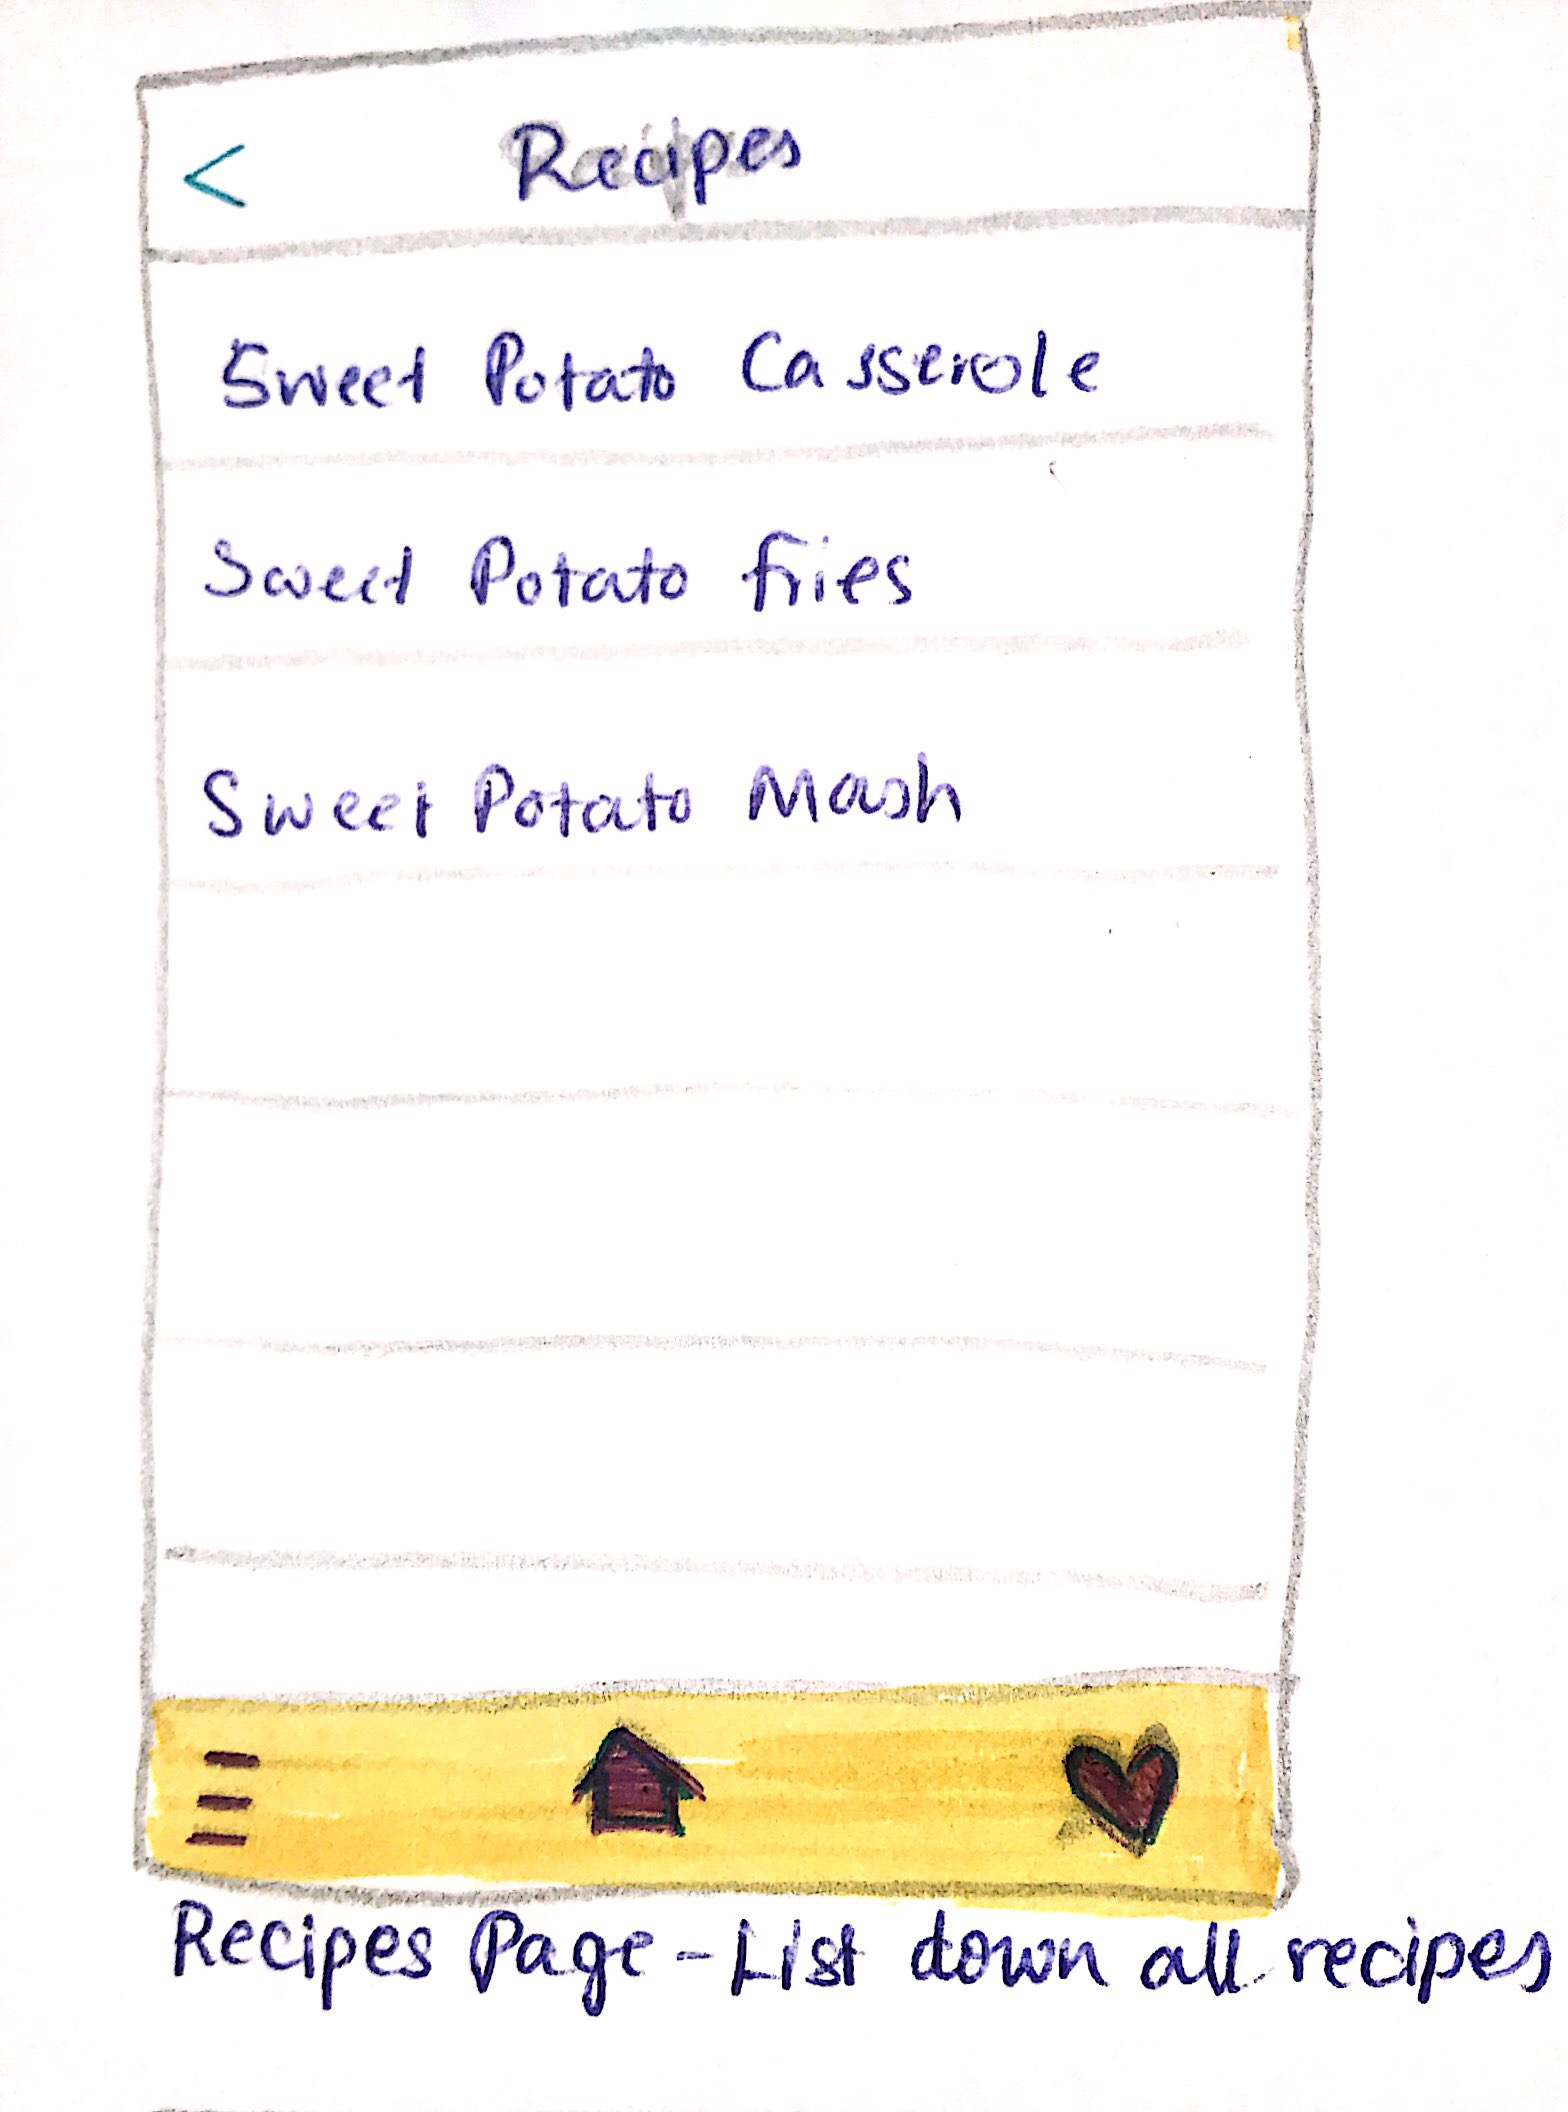 < Recipes
Sweet Potato Casserole
Sweet Potato fries
Sweet Potato Mash
Recipes Page - List down all recipes